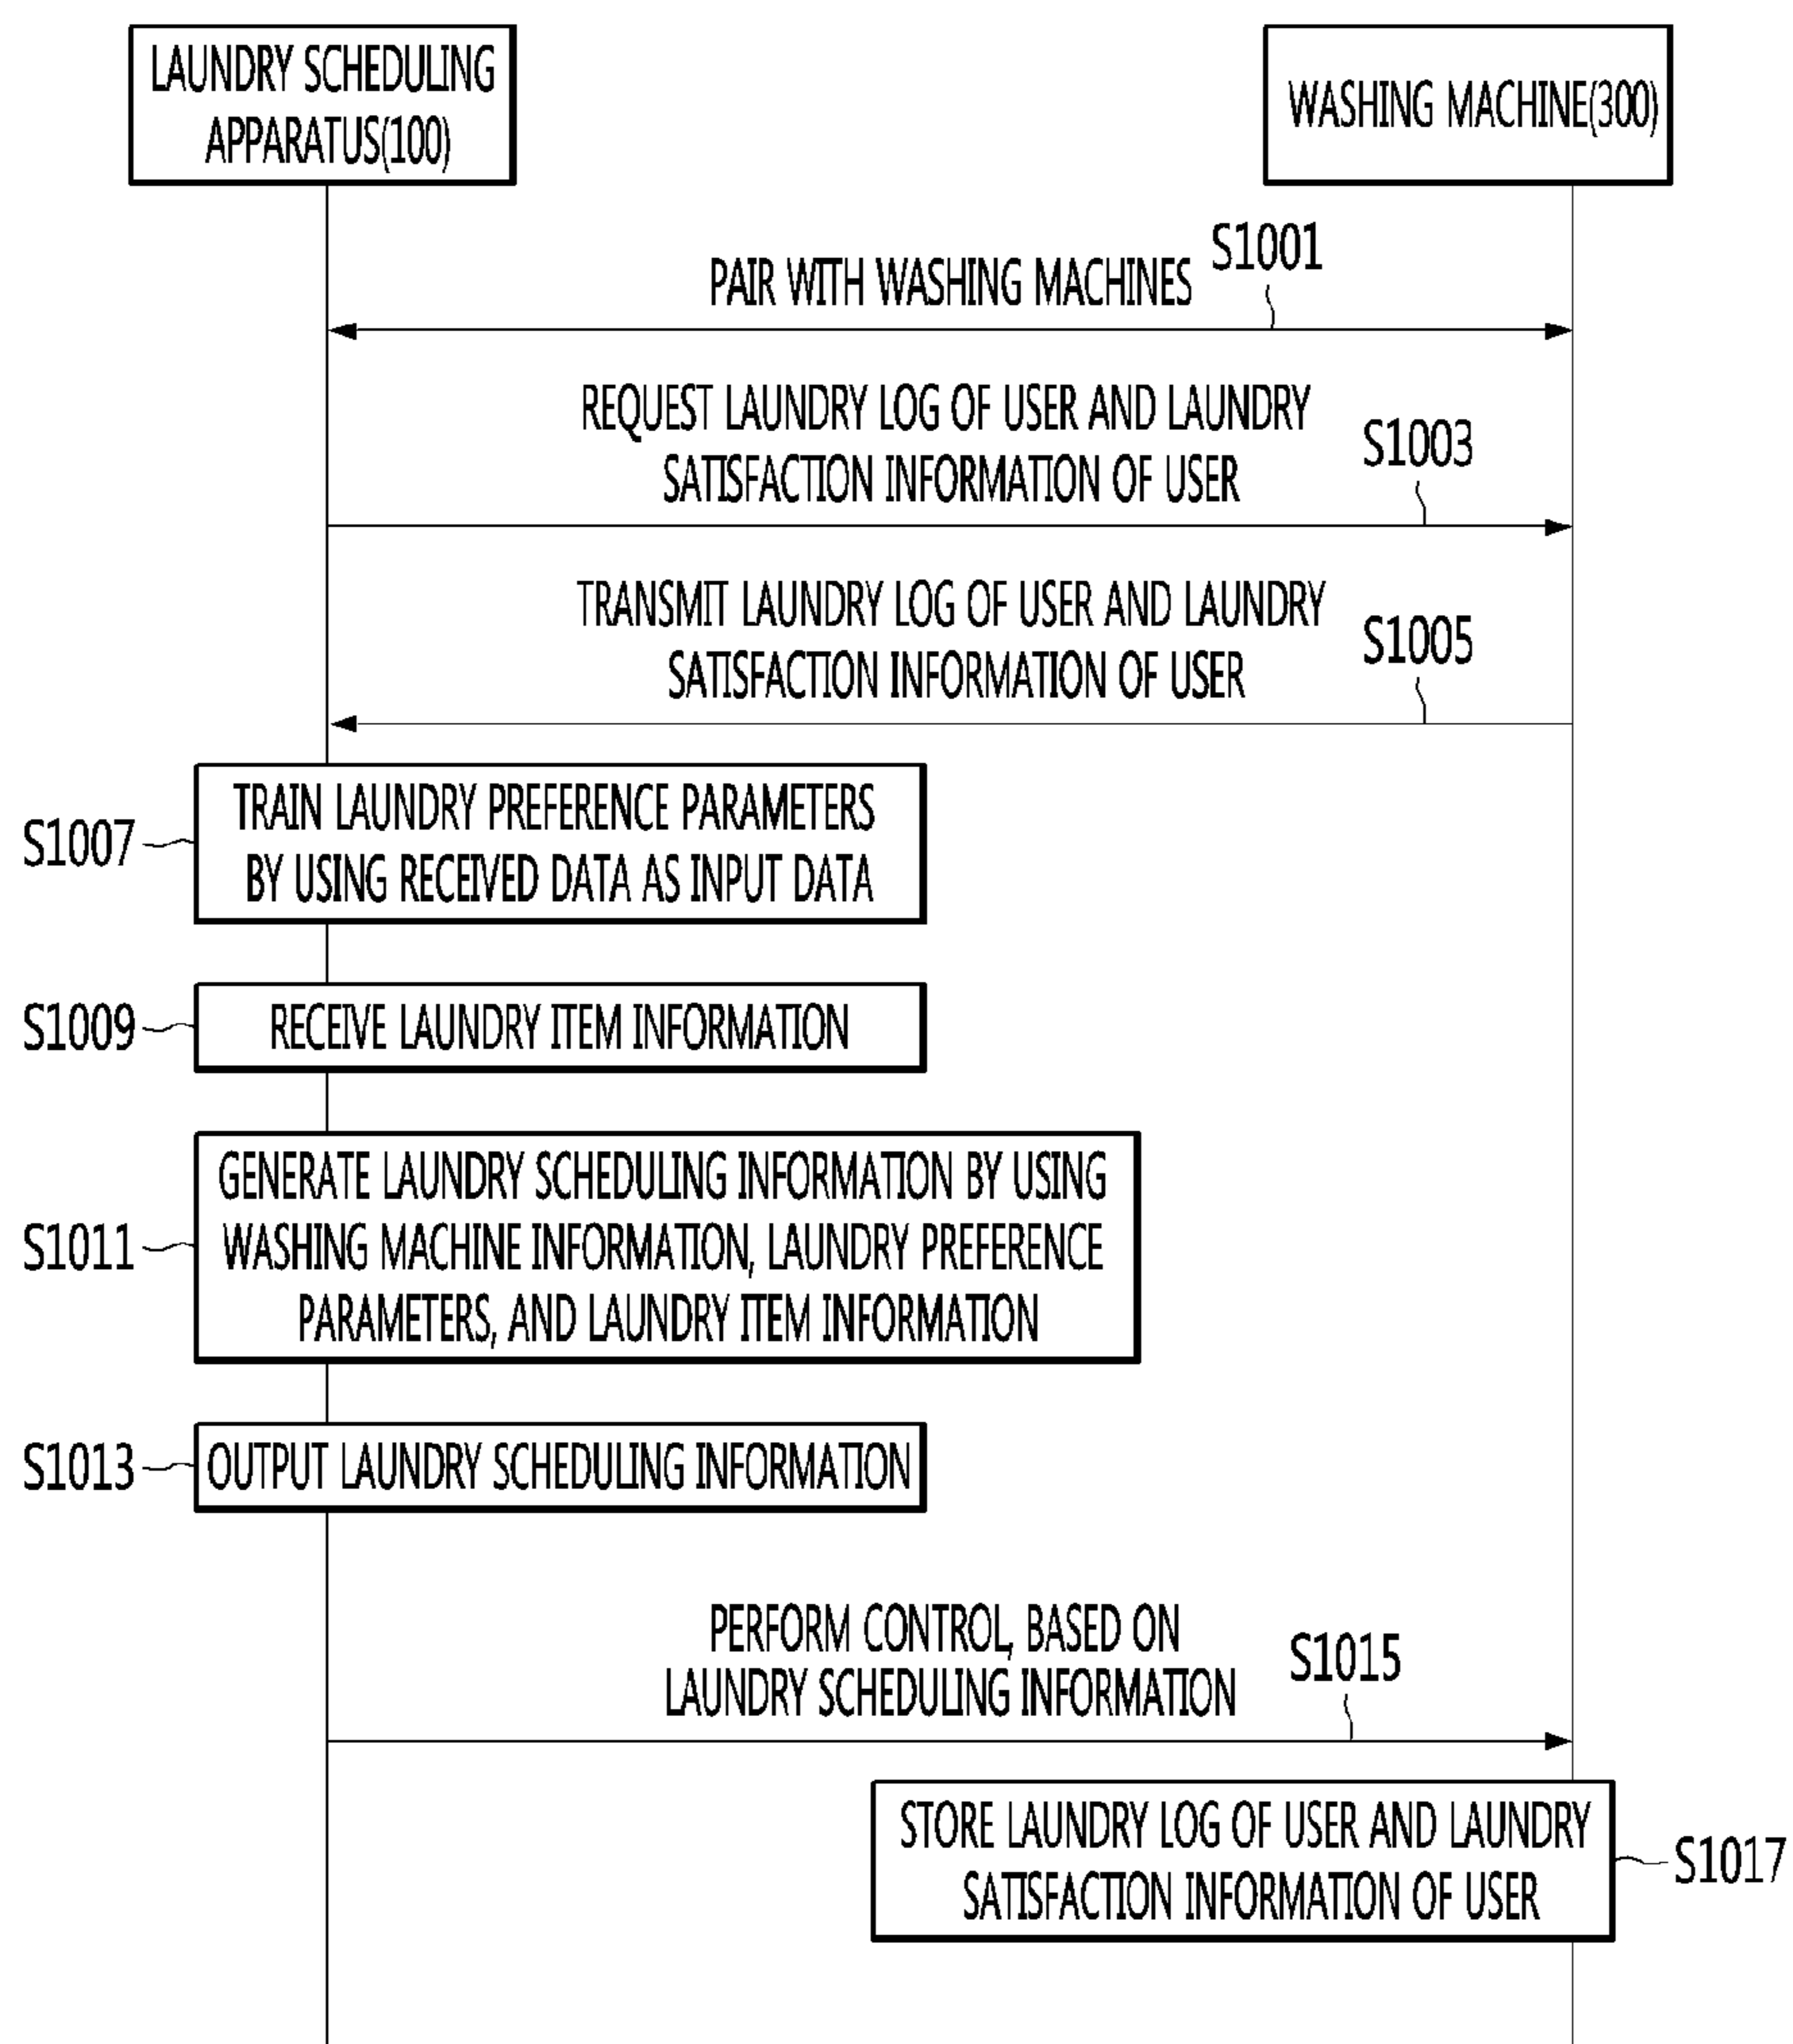 LAUNDRY SCHEDULING
APPARATUS(100)
WASHING MACHINE(300)
S1001
PAIR WITH WASHING MACHINES
REQUEST LAUNDRY LOG OF USER AND LAUNDRY
SATISFACTION INFORMATION OF USER
S1003
TRANSMIT LAUNDRY LOG OF USER AND LAUNDRY
SATISFACTION INFORMATION OF USER
S1005
S1007
TRAIN LAUNDRY PREFERENCE PARAMETERS
BY USING RECEIVED DATA AS INPUT DATA
S1009
RECEIVE LAUNDRY ITEM INFORMATION
S1011
GENERATE LAUNDRY SCHEDULING INFORMATION BY USING
WASHING MACHINE INFORMATION, LAUNDRY PREFERENCE
PARAMETERS, AND LAUNDRY ITEM INFORMATION
S1013
OUTPUT LAUNDRY SCHEDULING INFORMATION
PERFORM CONTROL, BASED ON
LAUNDRY SCHEDULING INFORMATION
S1015
STORE LAUNDRY LOG OF USER AND LAUNDRY
SATISFACTION INFORMATION OF USER
S1017